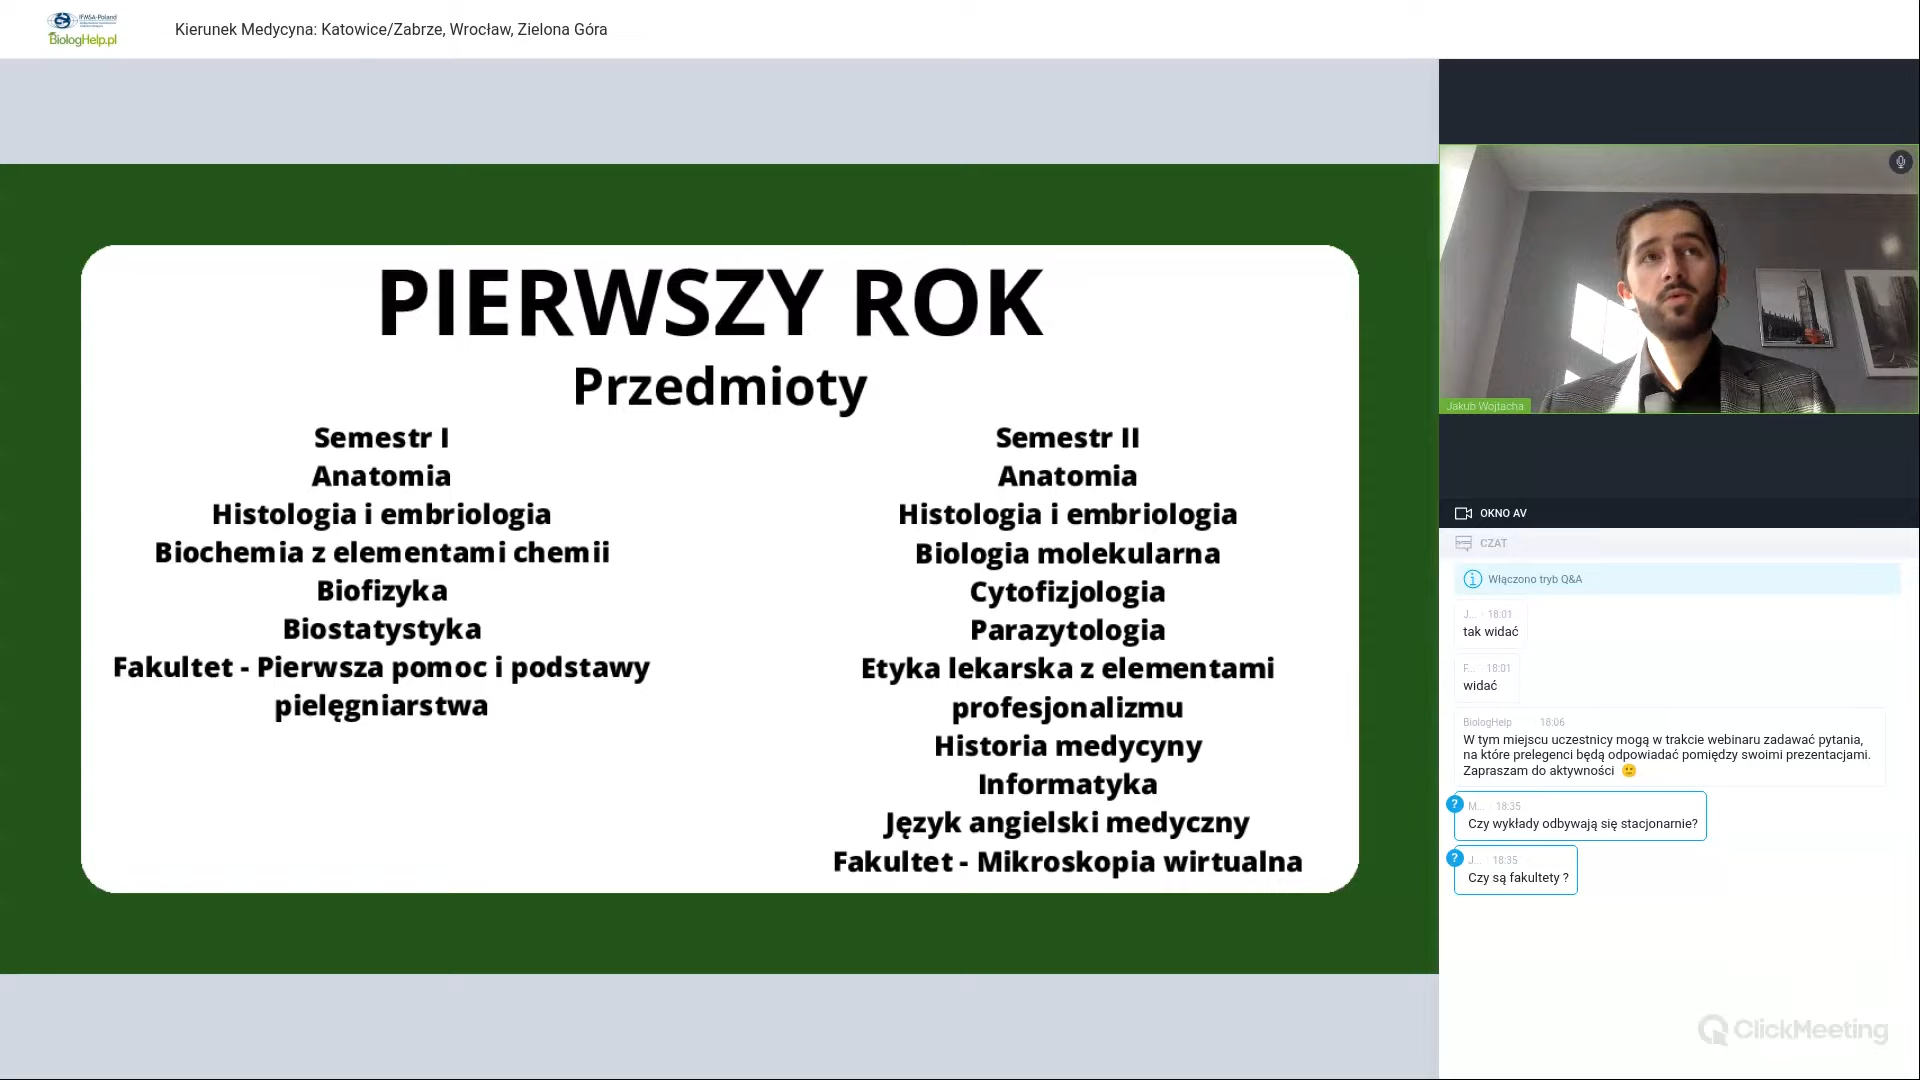 IFMSA-Poland
BiologHelp.pl
Kierunek Medycyna: Katowice/Zabrze, Wrocław, Zielona Góra
PIERWSZY ROK
Przedmioty
Semestr I
Anatomia
Histologia i embriologia
Biochemia z elementami chemii
Biofizyka
Biostatystyka
Fakultet - Pierwsza pomoc i podstawy
pielęgniarstwa
Semestr II
Anatomia
Histologia i embriologia
Biologia molekularna
Cytofizjologia
Parazytologia
Etyka lekarska z elementami
profesjonalizmu
Historia medycyny
Informatyka
Język angielski medyczny
Fakultet - Mikroskopia wirtualna
Jakub Wojtacha
OKNO AV
CZAT
Włączono tryb Q&A
J... · 18:01
tak widać
F... · 18:01
widać
BiologHelp 18:06
W tym miejscu uczestnicy mogą w trakcie webinaru zadawać pytania,
na które prelegenci będą odpowiadać pomiędzy swoimi prezentacjami.
Zapraszam do aktywności 🙂
? M... · 18:35
Czy wykłady odbywają się stacjonarnie?
? J... · 18:35
Czy są fakultety ?
ClickMeeting